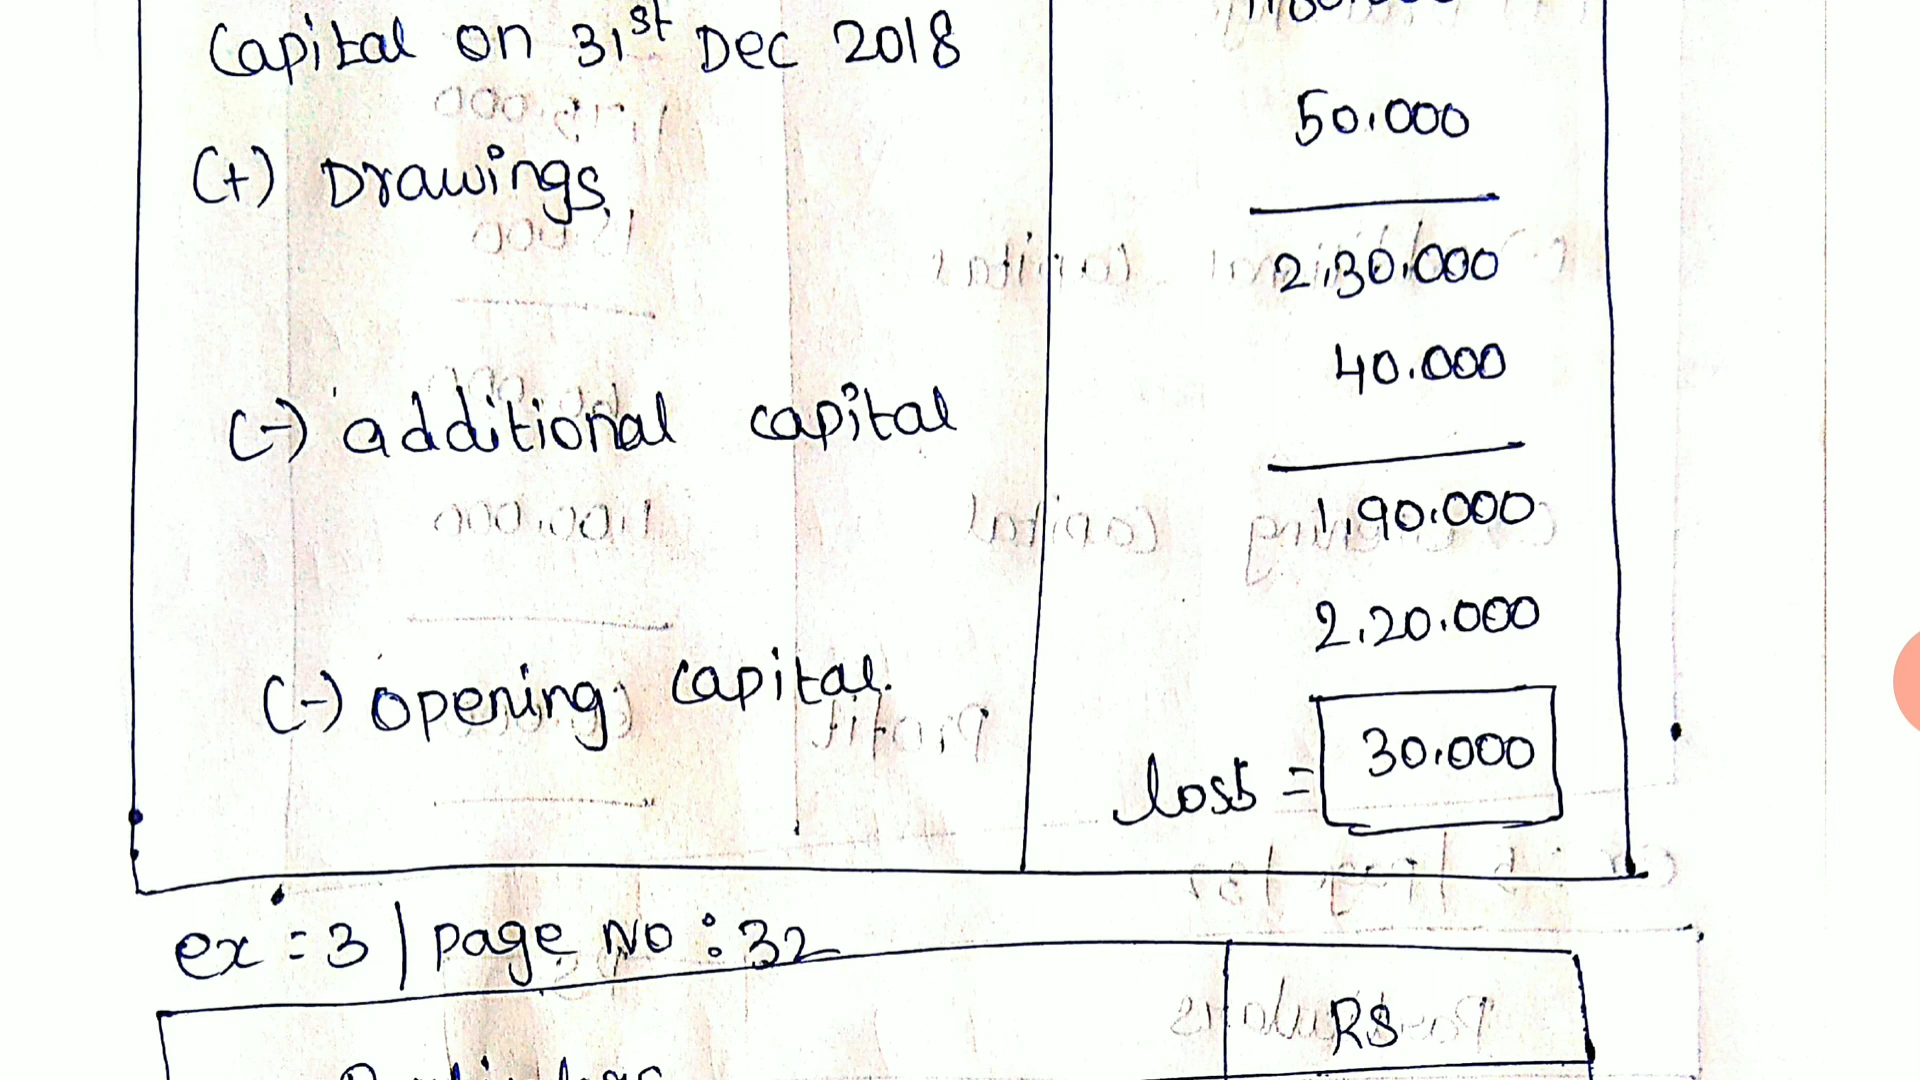 Capital on 31st Dec 2018
50,000
(+) Drawings
2,30,000
40,000
(-) additional capital
1,90,000
2,20,000
(-) opening capital.
loss = 30,000
ex:3 | page NO : 32
RS